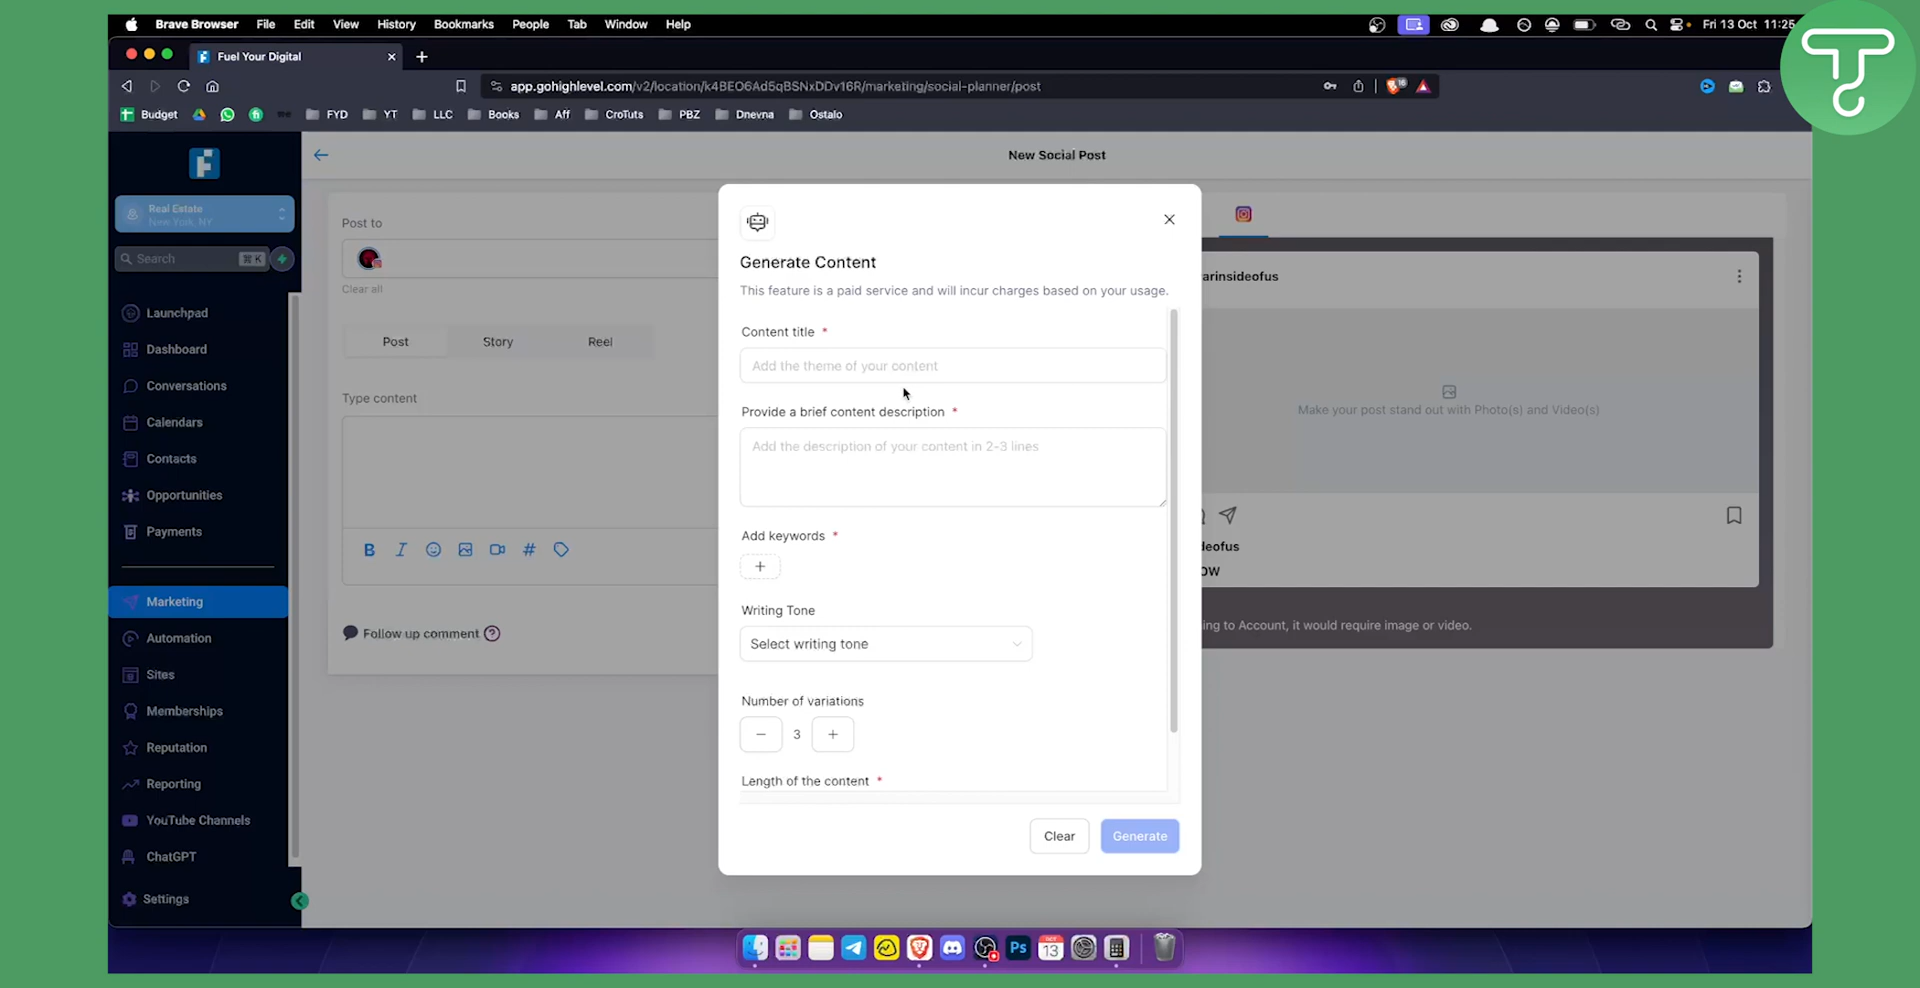 Brave Browser File Edit View History Bookmarks People Tab Window Help
Fri 13 Oct 11:25
Fuel Your Digital
app.gohighlevel.com/v2/location/k4BEO6Ad5qBSNxDDv16R/marketing/social-planner/post
Budget FYD YT LLC Books Aff CroTuts PBZ Dnevna Ostalo
New Social Post
Real Estate
New York, NY
Search ⌘ K
Launchpad
Dashboard
Conversations
Calendars
Contacts
Opportunities
Payments
Marketing
Automation
Sites
Memberships
Reputation
Reporting
YouTube Channels
ChatGPT
Settings
Post to
Clear all
Post Story Reel
Type content
B I #
Follow up comment ?
Generate Content
This feature is a paid service and will incur charges based on your usage.
Content title *
Add the theme of your content
Provide a brief content description *
Add the description of your content in 2-3 lines
Add keywords *
+
Writing Tone
Select writing tone
Number of variations
− 3 +
Length of the content *
Clear Generate
arinsideofus
Make your post stand out with Photo(s) and Video(s)
deofus
ow
ing to Account, it would require image or video.
Ps
13